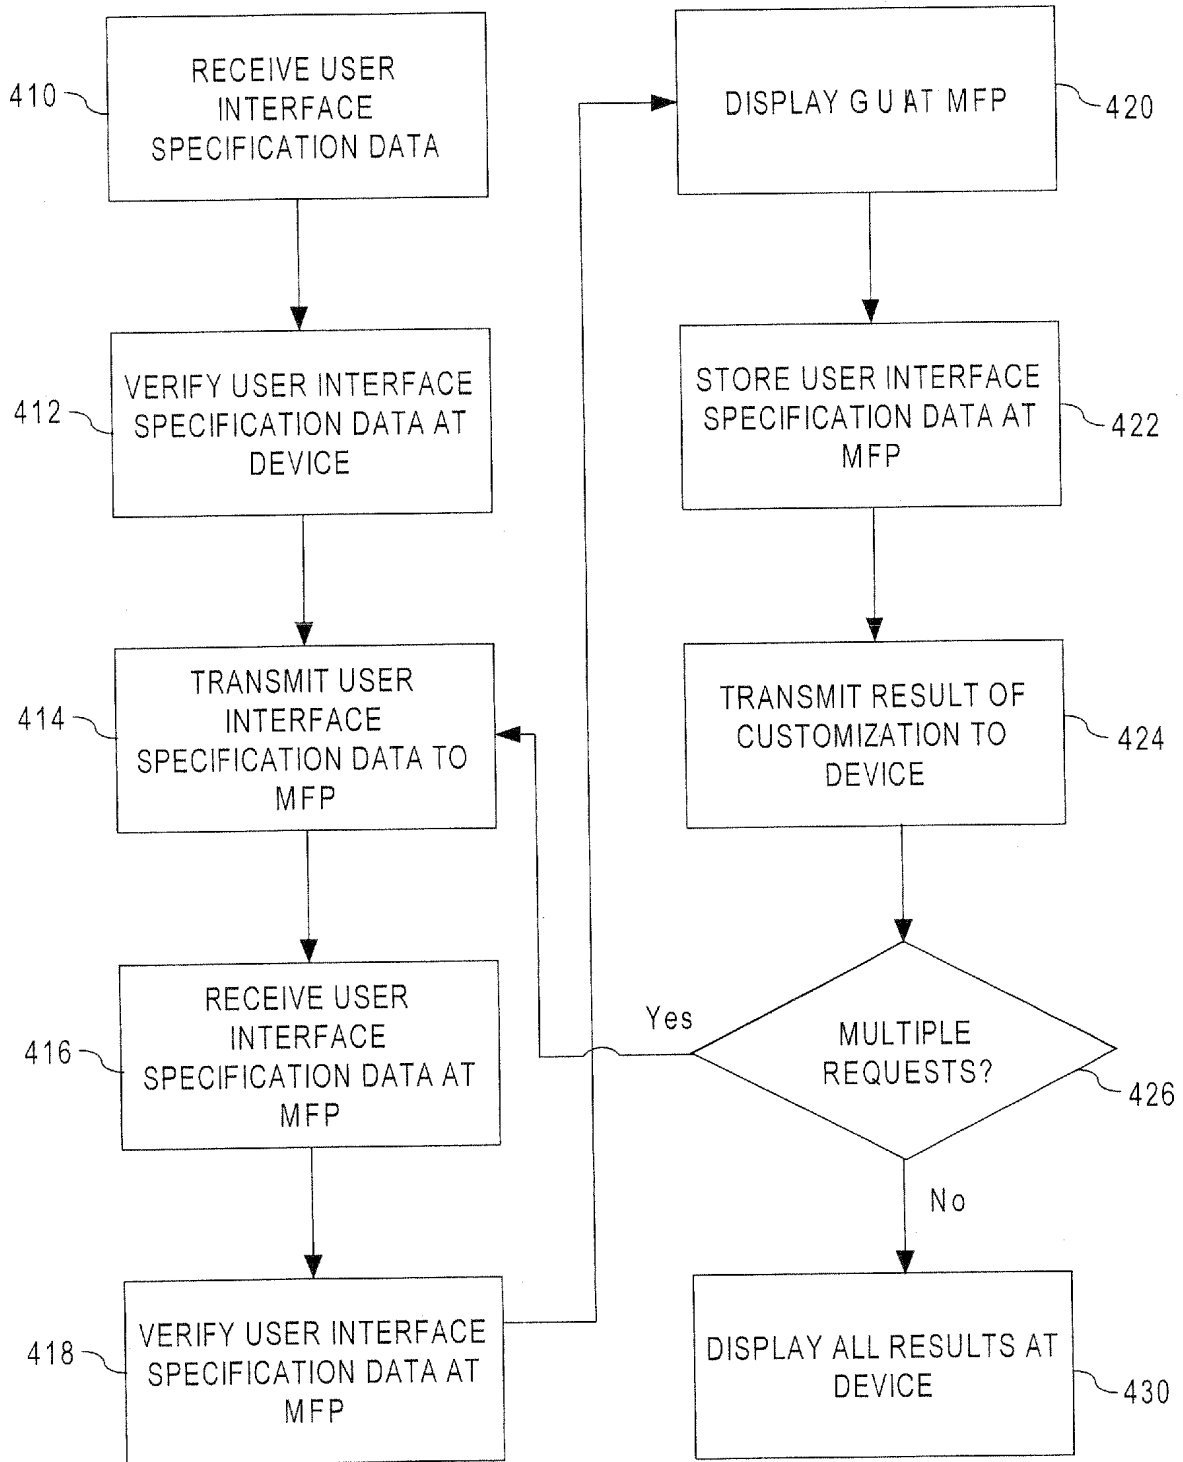 410
RECEIVE USER
INTERFACE
SPECIFICATION DATA
412
VERIFY USER INTERFACE
SPECIFICATION DATA AT
DEVICE
414
TRANSMIT USER
INTERFACE
SPECIFICATION DATA TO
MFP
416
RECEIVE USER
INTERFACE
SPECIFICATION DATA AT
MFP
418
VERIFY USER INTERFACE
SPECIFICATION DATA AT
MFP
DISPLAY GUI AT MFP
420
STORE USER INTERFACE
SPECIFICATION DATA AT
MFP
422
TRANSMIT RESULT OF
CUSTOMIZATION TO
DEVICE
424
Yes
MULTIPLE
REQUESTS?
426
No
DISPLAY ALL RESULTS AT
DEVICE
430